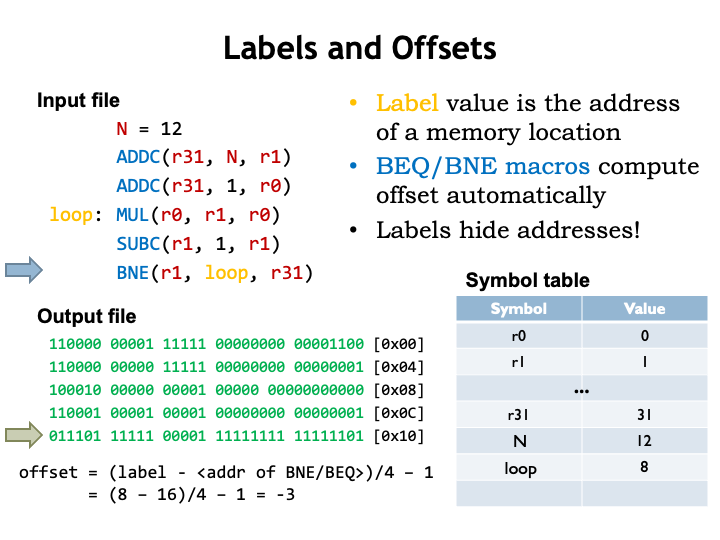 Labels and Offsets
Input file
N = 12
ADDC(r31, N, r1)
ADDC(r31, 1, r0)
loop: MUL(r0, r1, r0)
SUBC(r1, 1, r1)
BNE(r1, loop, r31)
• Label value is the address
of a memory location
• BEQ/BNE macros compute
offset automatically
• Labels hide addresses!
Output file
110000 00001 11111 00000000 00001100 [0x00]
110000 00000 11111 00000000 00000001 [0x04]
100010 00000 00001 00000 00000000000 [0x08]
110001 00001 00001 00000000 00000001 [0x0C]
011101 11111 00001 11111111 11111101 [0x10]
offset = (label - <addr of BNE/BEQ>)/4 – 1
= (8 – 16)/4 – 1 = -3
Symbol table
Symbol Value
r0 0
r1 1
...
r31 31
N 12
loop 8